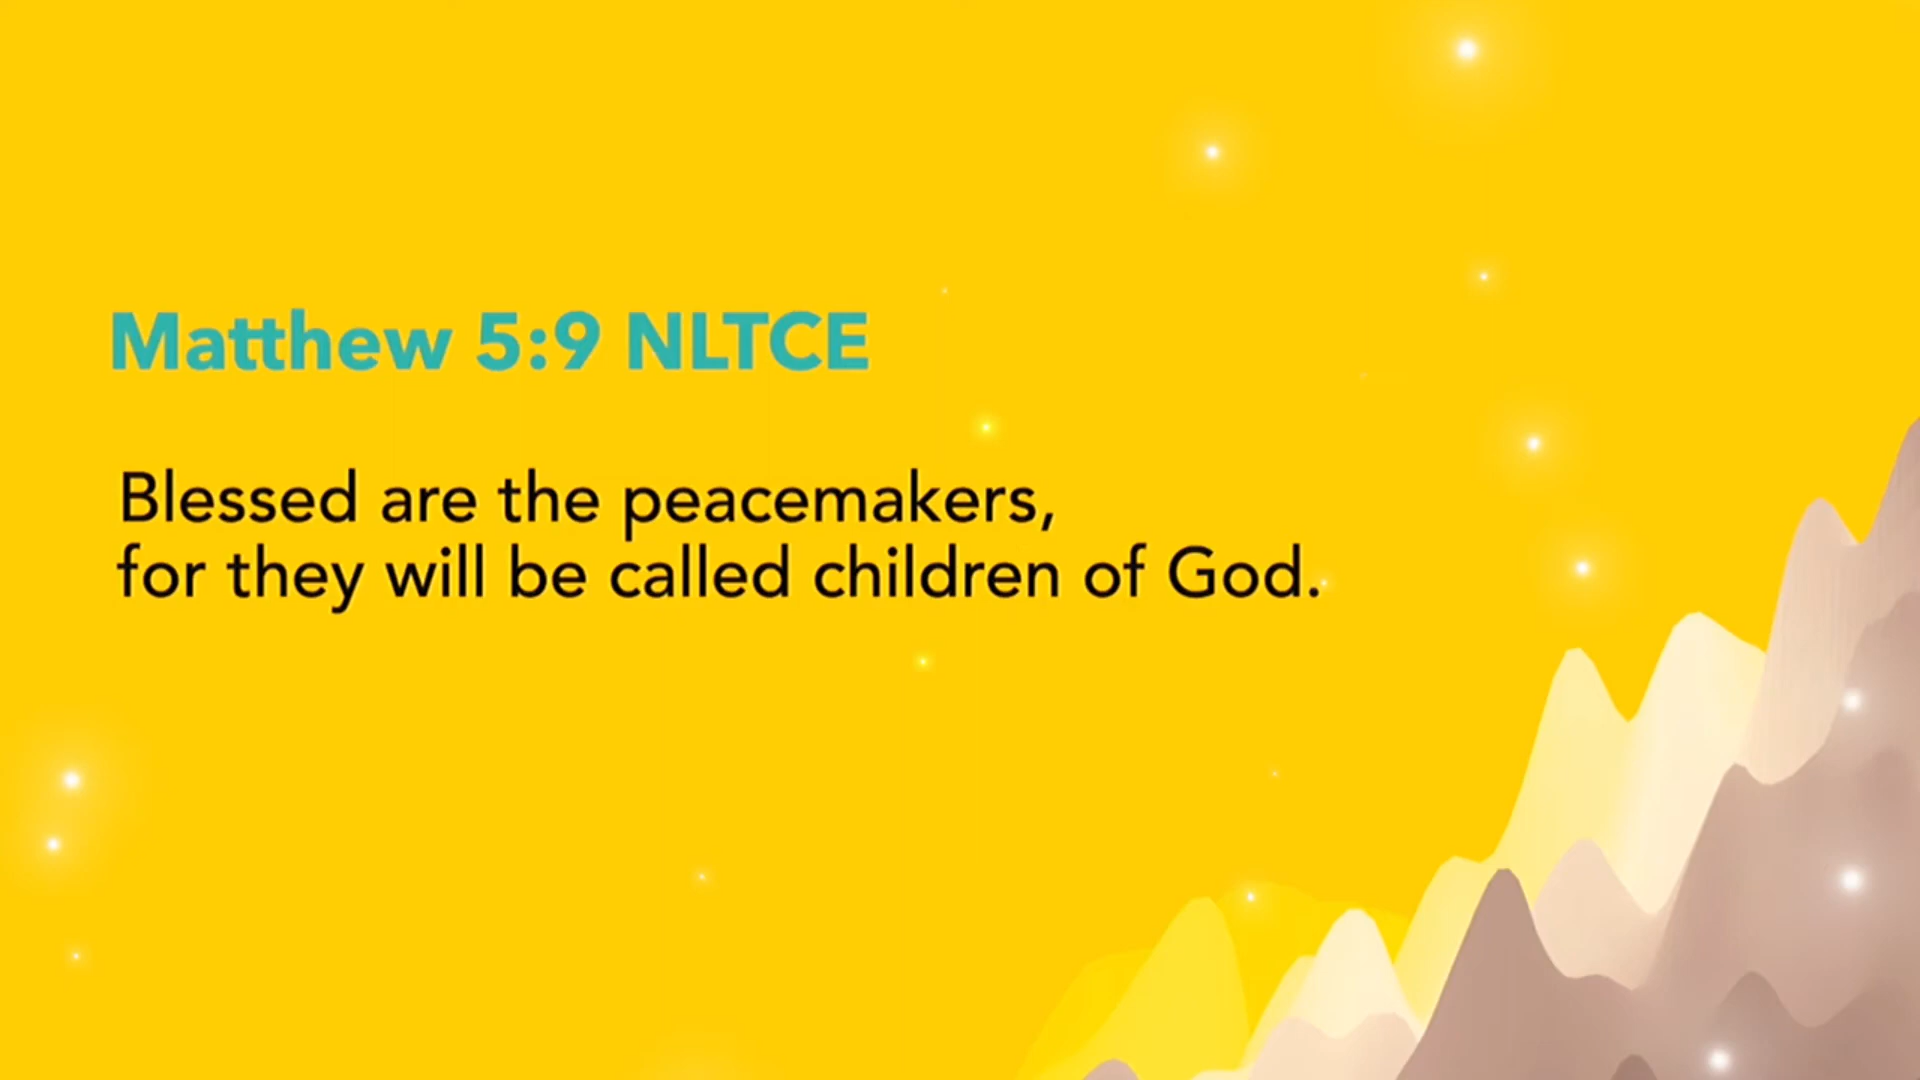 Matthew 5:9 NLTCE
Blessed are the peacemakers,
for they will be called children of God.